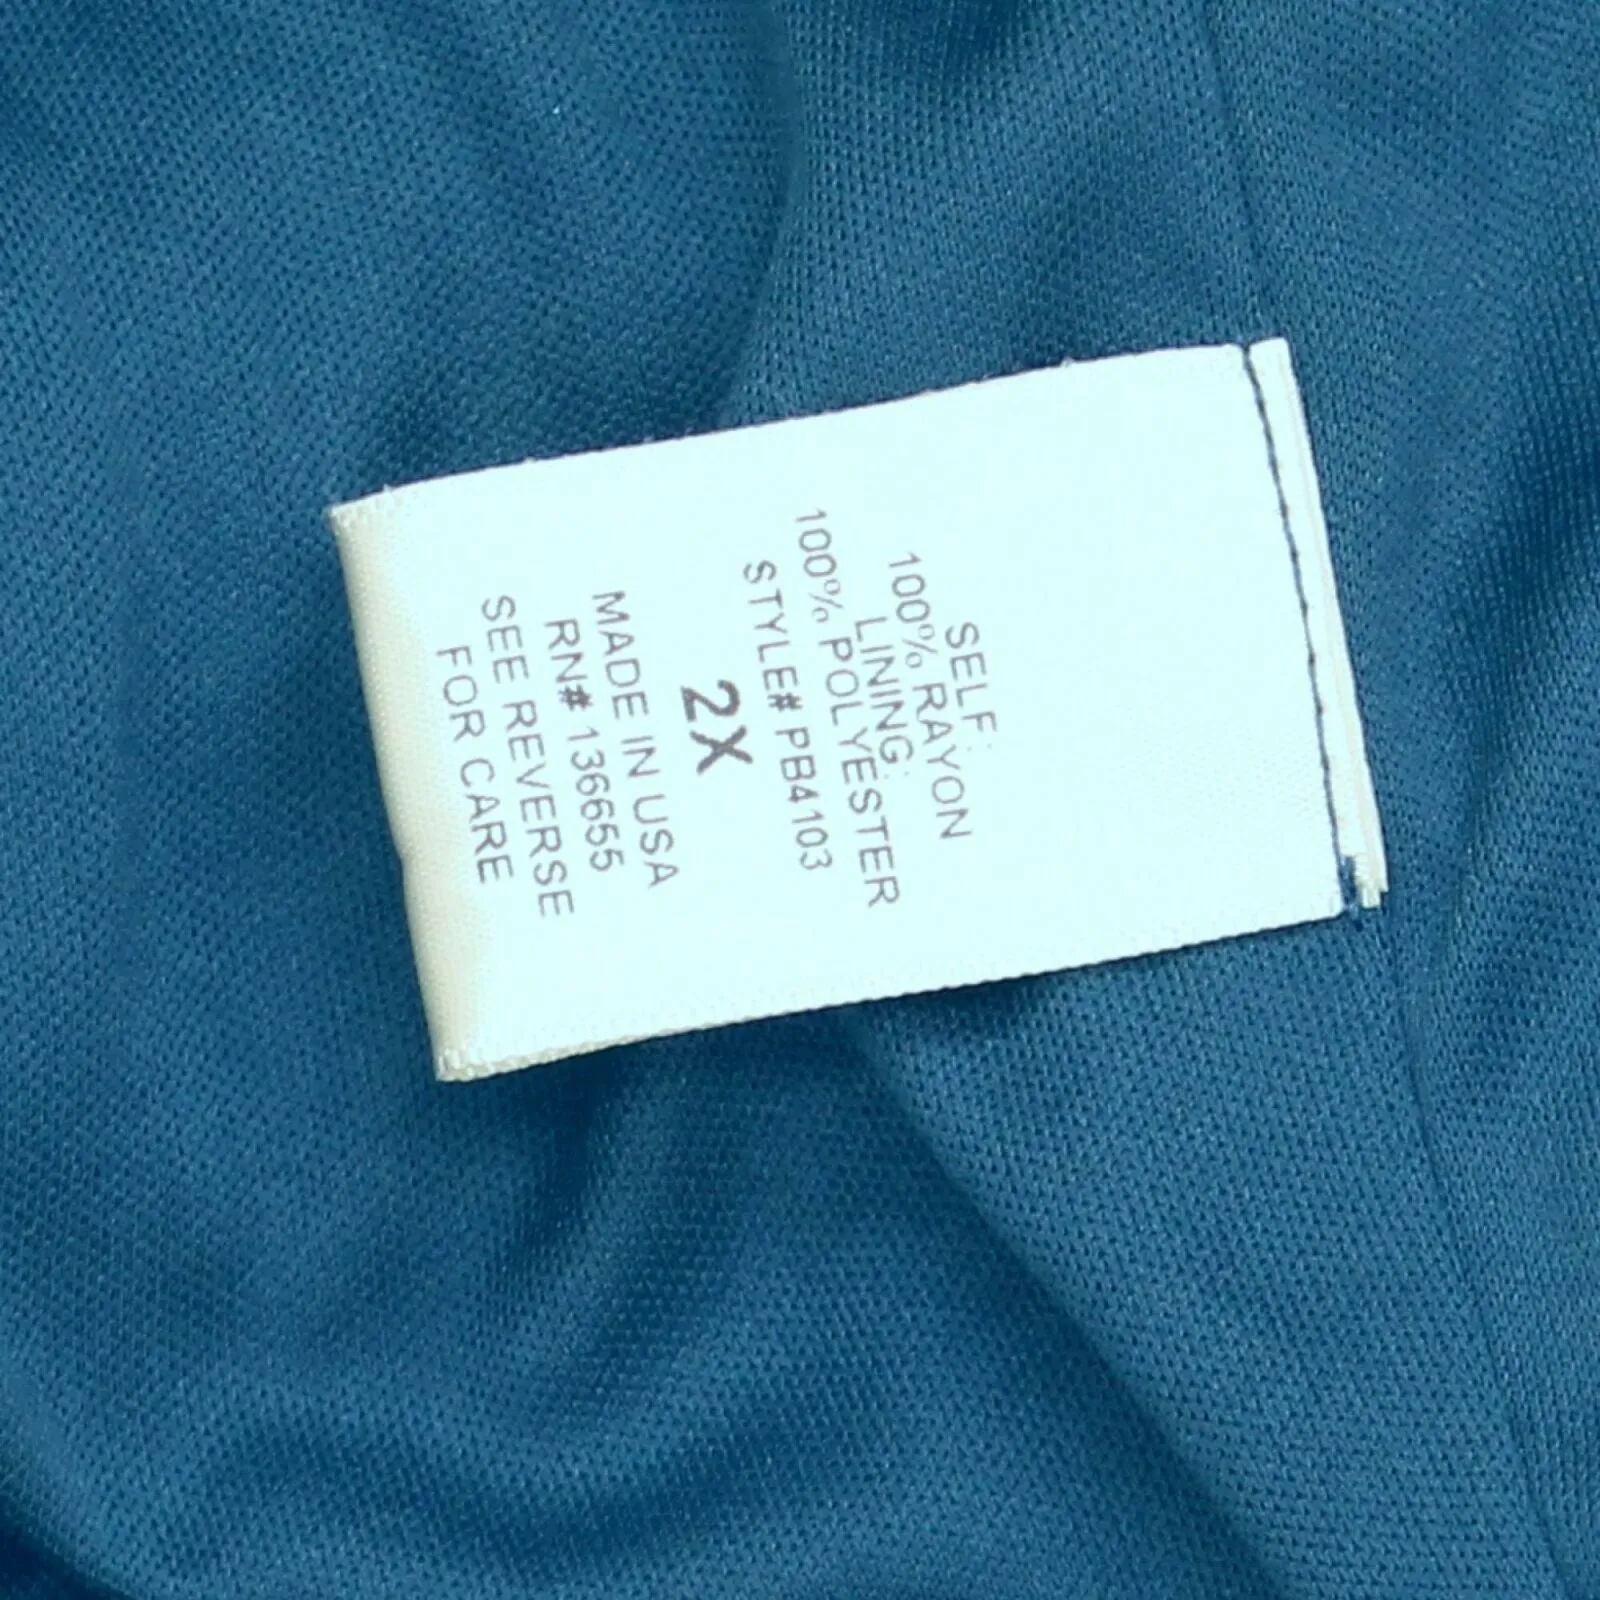 SELF:
100% RAYON
LINING:
100% POLYESTER
STYLE# PB4103
2X
MADE IN USA
RN# 136655
SEE REVERSE
FOR CARE